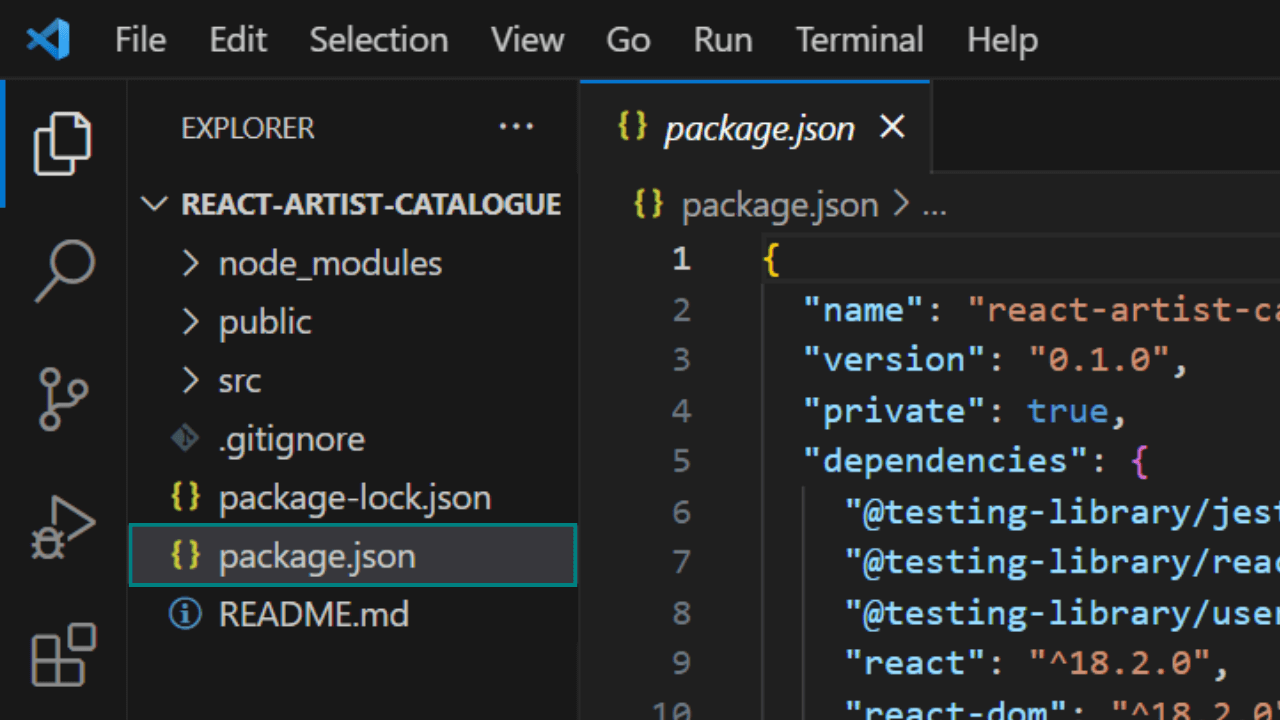 File Edit Selection View Go Run Terminal Help
EXPLORER ···
REACT-ARTIST-CATALOGUE
node_modules
public
src
.gitignore
{} package-lock.json
{} package.json
README.md
{} package.json
{} package.json > ...
1 {
2 "name": "react-artist-ca
3 "version": "0.1.0",
4 "private": true,
5 "dependencies": {
6 "@testing-library/jest
7 "@testing-library/reac
8 "@testing-library/user
9 "react": "^18.2.0",
10 "react-dom": "^18.2.0"